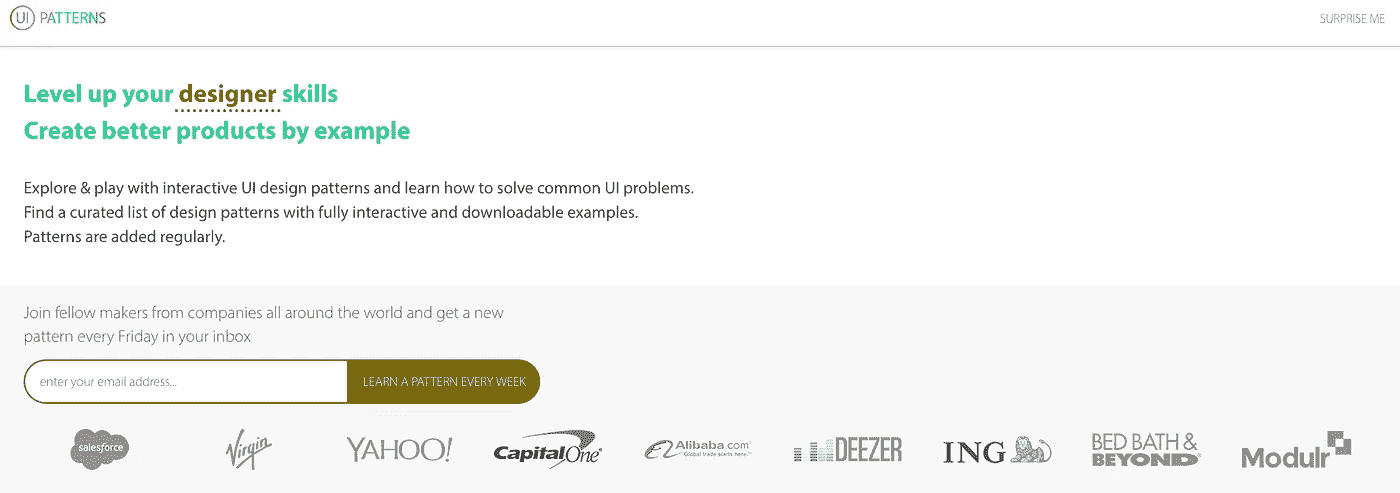 UI PATTERNS
SURPRISE ME
Level up your designer skills
Create better products by example
Explore & play with interactive UI design patterns and learn how to solve common UI problems.
Find a curated list of design patterns with fully interactive and downloadable examples.
Patterns are added regularly.
Join fellow makers from companies all around the world and get a new
pattern every Friday in your inbox
enter your email address...
LEARN A PATTERN EVERY WEEK
salesforce
Virgin
YAHOO!
CapitalOne®
Alibaba.com®
Global trade starts here.™
DEEZER
ING
BED BATH &
BEYOND®
Modulr